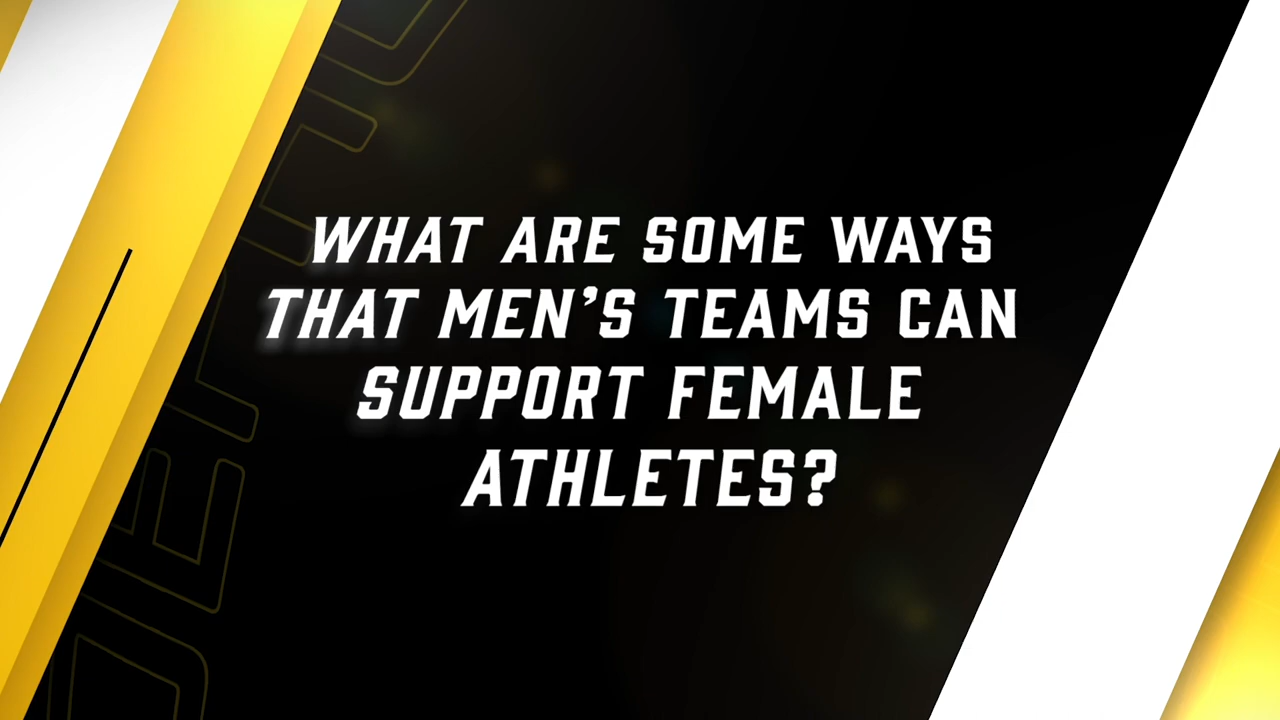 WHAT ARE SOME WAYS
THAT MEN'S TEAMS CAN
SUPPORT FEMALE
ATHLETES?